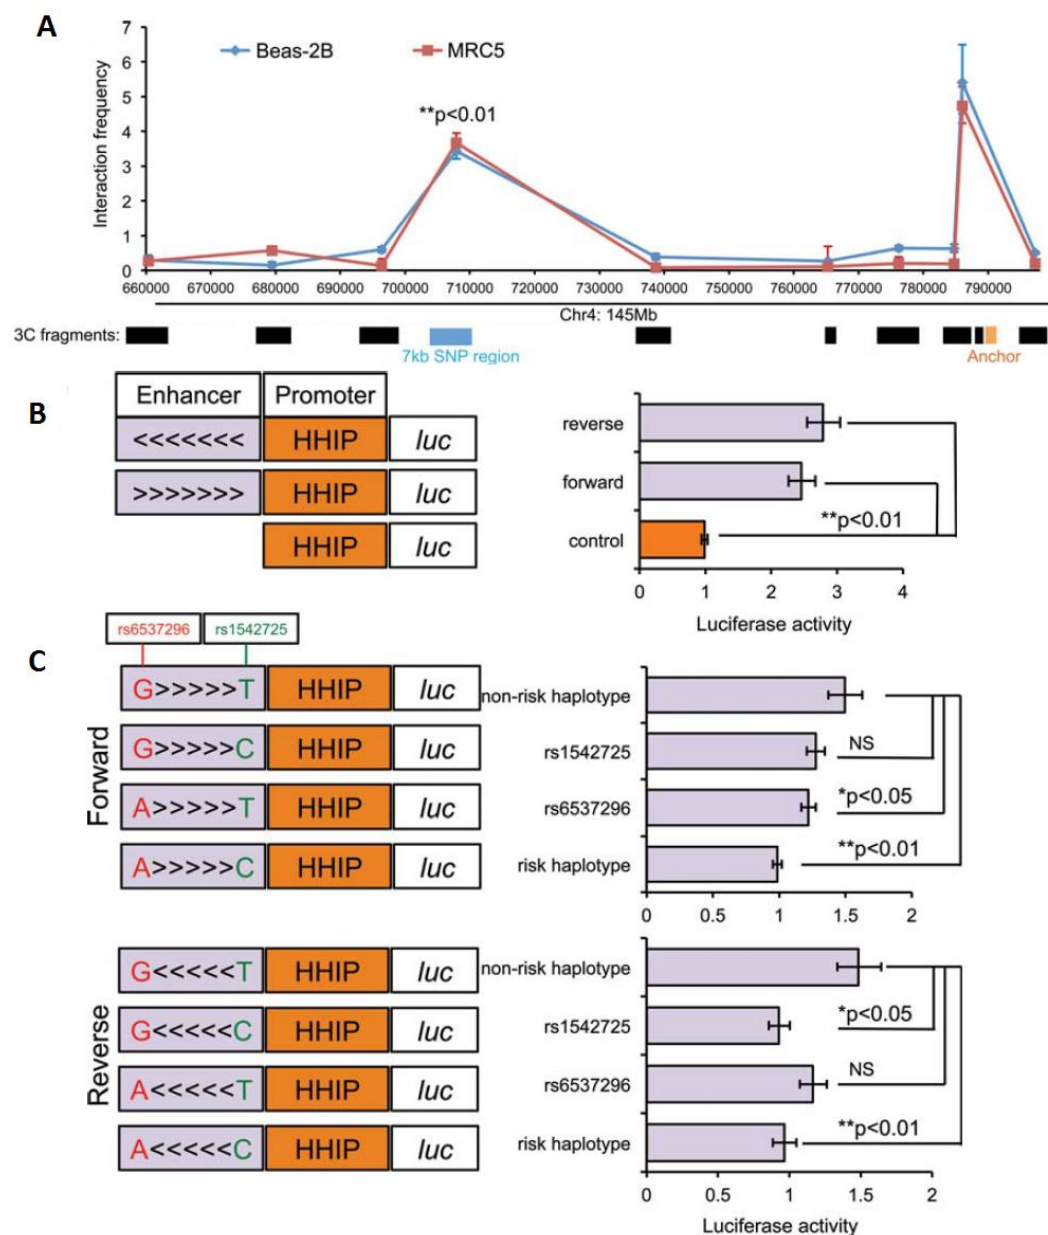 A
7
6
5
4
3
2
1
0
Interaction frequency
Beas-2B
MRC5
**p<0.01
660000 670000 680000 690000 700000 710000 720000 730000 740000 750000 760000 770000 780000 790000
Chr4: 145Mb
3C fragments:
7kb SNP region
Anchor
B
Enhancer Promoter
<<<<<<< HHIP luc
>>>>>>> HHIP luc
HHIP luc
reverse
forward
control
**p<0.01
0 1 2 3 4
Luciferase activity
C
rs6537296 rs1542725
Forward
G>>>>>T HHIP luc
G>>>>>C HHIP luc
A>>>>>T HHIP luc
A>>>>>C HHIP luc
non-risk haplotype
rs1542725 NS
rs6537296 *p<0.05
risk haplotype **p<0.01
0 0.5 1 1.5 2
Reverse
G<<<<<T HHIP luc
G<<<<<C HHIP luc
A<<<<<T HHIP luc
A<<<<<C HHIP luc
non-risk haplotype
rs1542725 *p<0.05
rs6537296 NS
risk haplotype **p<0.01
0 0.5 1 1.5 2
Luciferase activity